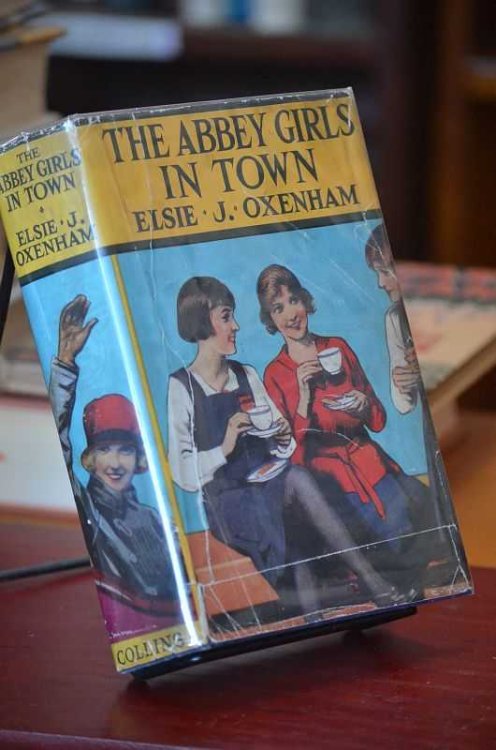 THE
ABBEY GIRLS
IN TOWN
ELSIE · J.
OXENHAM
COLLINS
THE ABBEY GIRLS
IN TOWN
ELSIE · J. OXENHAM